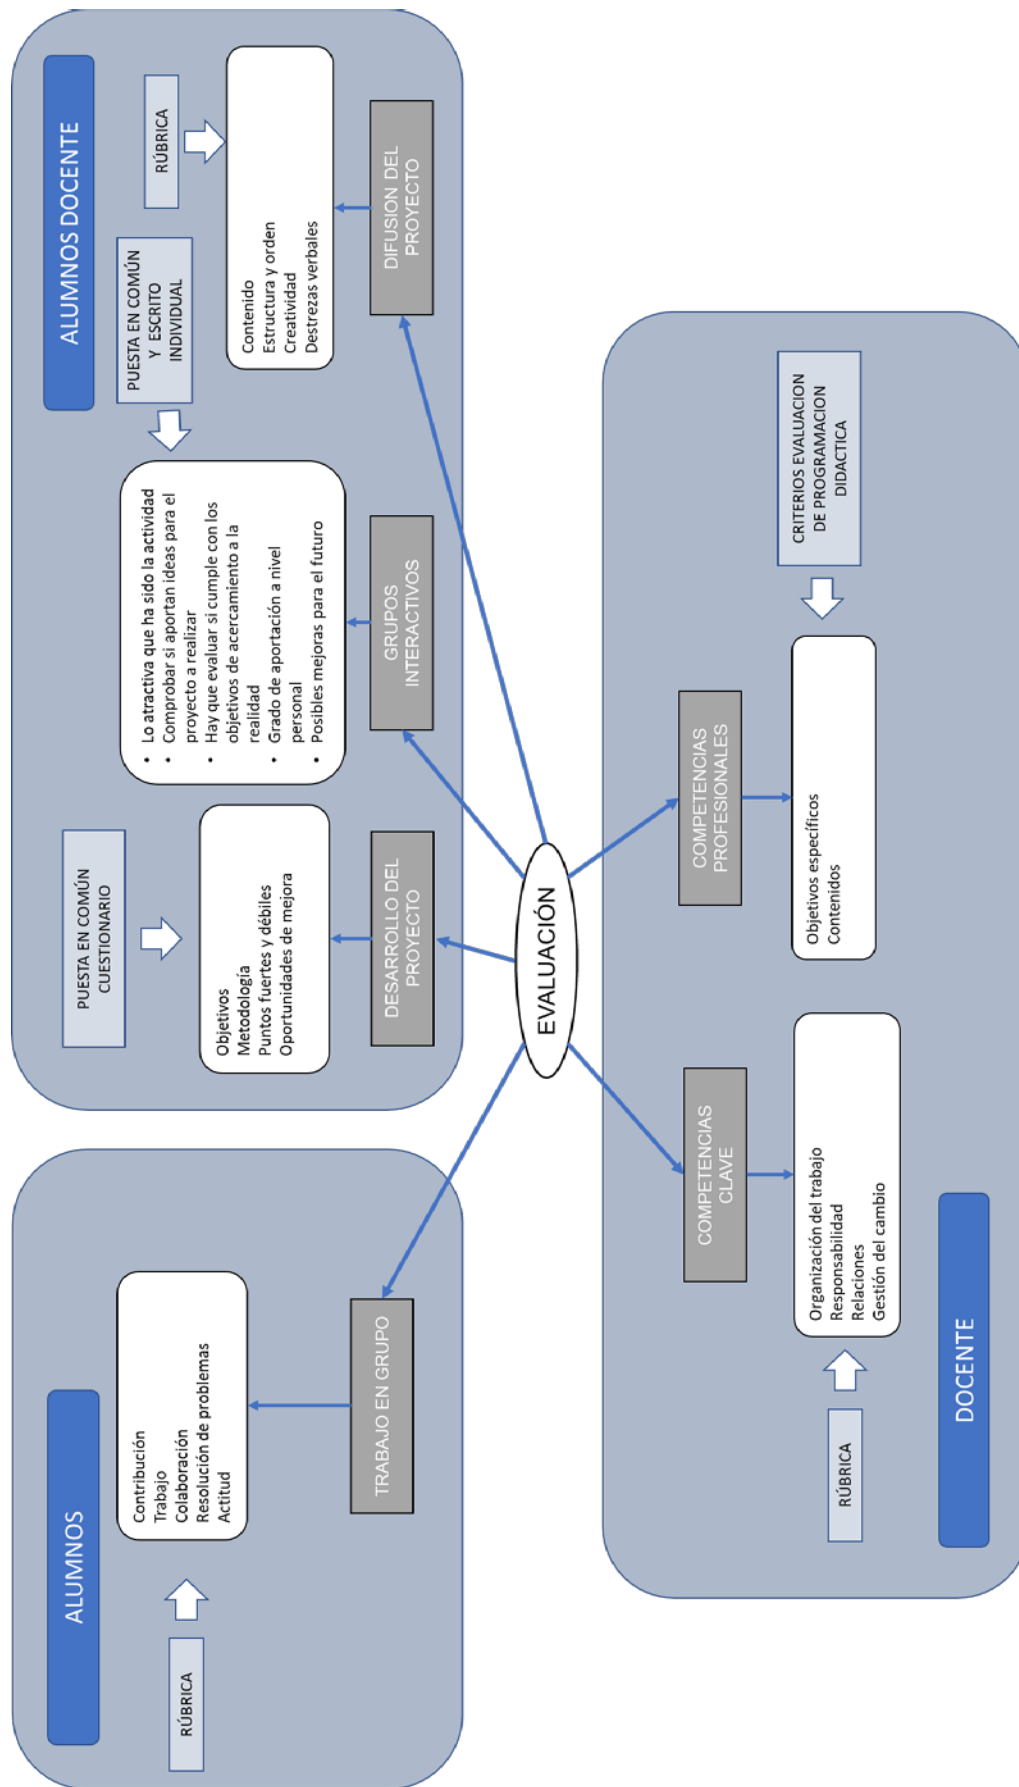 ALUMNOS
RÚBRICA
Contribución
Trabajo
Colaboración
Resolución de problemas
Actitud
TRABAJO EN GRUPO
ALUMNOS DOCENTE
PUESTA EN COMÚN
CUESTIONARIO
Objetivos
Metodología
Puntos fuertes y débiles
Oportunidades de mejora
DESARROLLO DEL
PROYECTO
PUESTA EN COMÚN
Y ESCRITO
INDIVIDUAL
• Lo atractiva que ha sido la actividad
• Comprobar si aportan ideas para el
proyecto a realizar
• Hay que evaluar si cumple con los
objetivos de acercamiento a la
realidad
• Grado de aportación a nivel
personal
• Posibles mejoras para el futuro
GRUPOS
INTERACTIVOS
RÚBRICA
Contenido
Estructura y orden
Creatividad
Destrezas verbales
DIFUSION DEL
PROYECTO
EVALUACIÓN
COMPETENCIAS
CLAVE
Organización del trabajo
Responsabilidad
Relaciones
Gestión del cambio
RÚBRICA
COMPETENCIAS
PROFESIONALES
Objetivos específicos
Contenidos
CRITERIOS EVALUACION
DE PROGRAMACION
DIDACTICA
DOCENTE